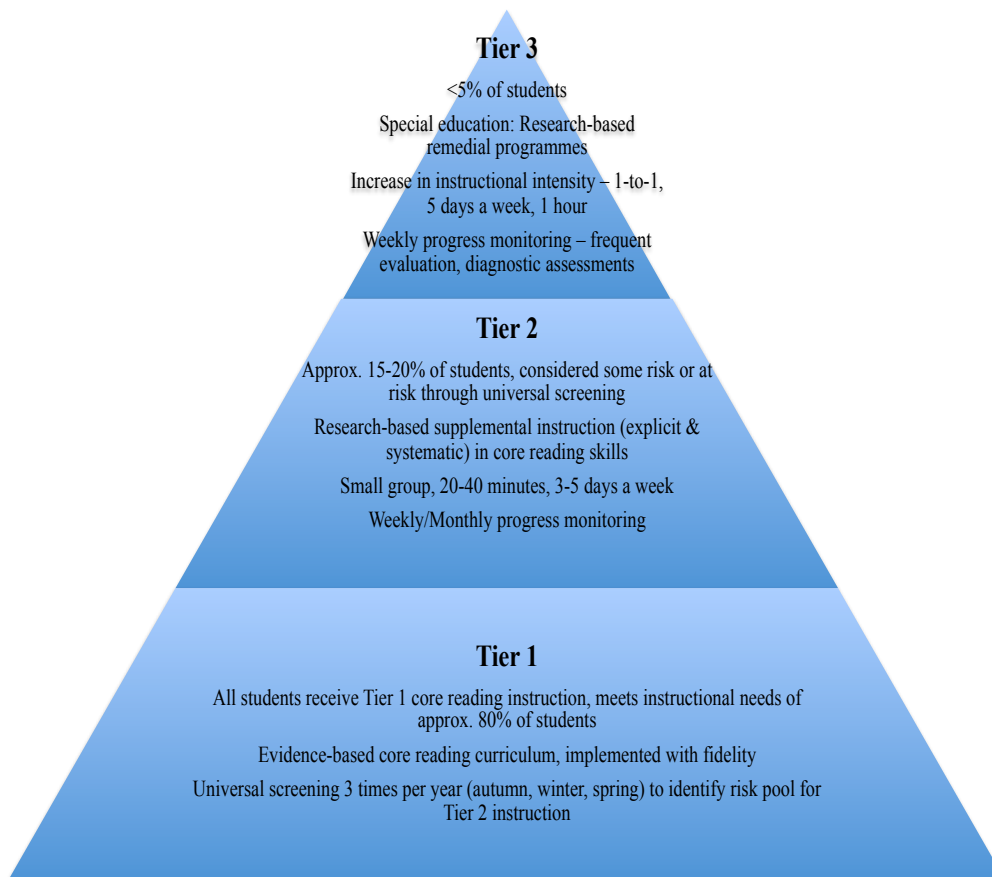 Tier 3
<5% of students
Special education: Research-based
remedial programmes
Increase in instructional intensity – 1-to-1,
5 days a week, 1 hour
Weekly progress monitoring – frequent
evaluation, diagnostic assessments
Tier 2
Approx. 15-20% of students, considered some risk or at
risk through universal screening
Research-based supplemental instruction (explicit &
systematic) in core reading skills
Small group, 20-40 minutes, 3-5 days a week
Weekly/Monthly progress monitoring
Tier 1
All students receive Tier 1 core reading instruction, meets instructional needs of
approx. 80% of students
Evidence-based core reading curriculum, implemented with fidelity
Universal screening 3 times per year (autumn, winter, spring) to identify risk pool for
Tier 2 instruction